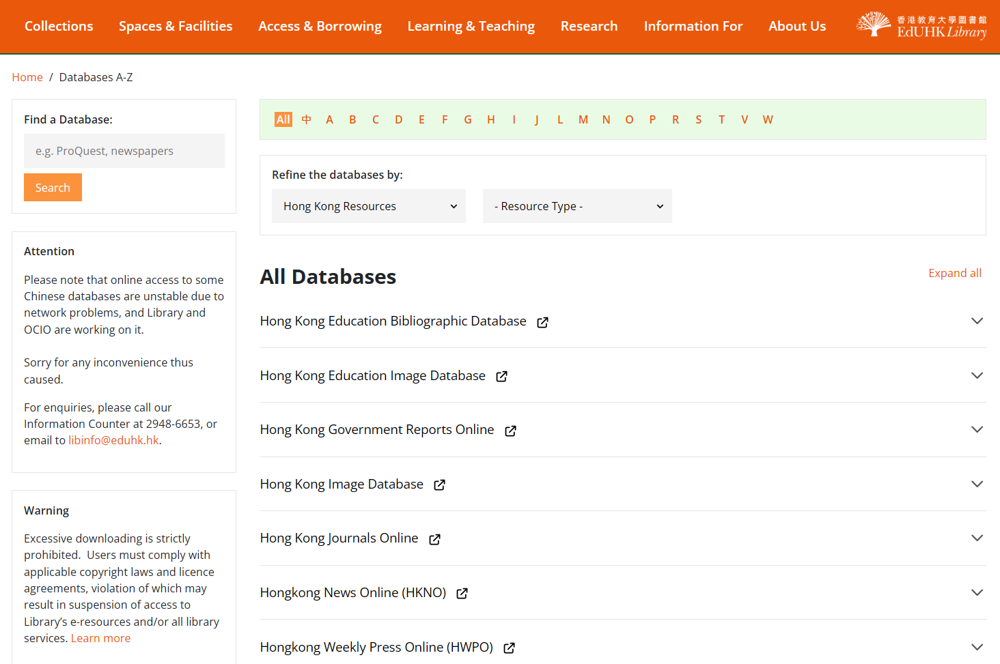 Collections Spaces & Facilities Access & Borrowing Learning & Teaching Research Information For About Us
香港教育大學圖書館
EdUHK Library
Home / Databases A-Z
Find a Database:
e.g. ProQuest, newspapers
Search
Attention
Please note that online access to some
Chinese databases are unstable due to
network problems, and Library and
OCIO are working on it.
Sorry for any inconvenience thus
caused.
For enquiries, please call our
Information Counter at 2948-6653, or
email to libinfo@eduhk.hk.
Warning
Excessive downloading is strictly
prohibited. Users must comply with
applicable copyright laws and licence
agreements, violation of which may
result in suspension of access to
Library’s e-resources and/or all library
services. Learn more
All 中 A B C D E F G H I J L M N O P R S T V W
Refine the databases by:
Hong Kong Resources - Resource Type -
All Databases Expand all
Hong Kong Education Bibliographic Database
Hong Kong Education Image Database
Hong Kong Government Reports Online
Hong Kong Image Database
Hong Kong Journals Online
Hongkong News Online (HKNO)
Hongkong Weekly Press Online (HWPO)